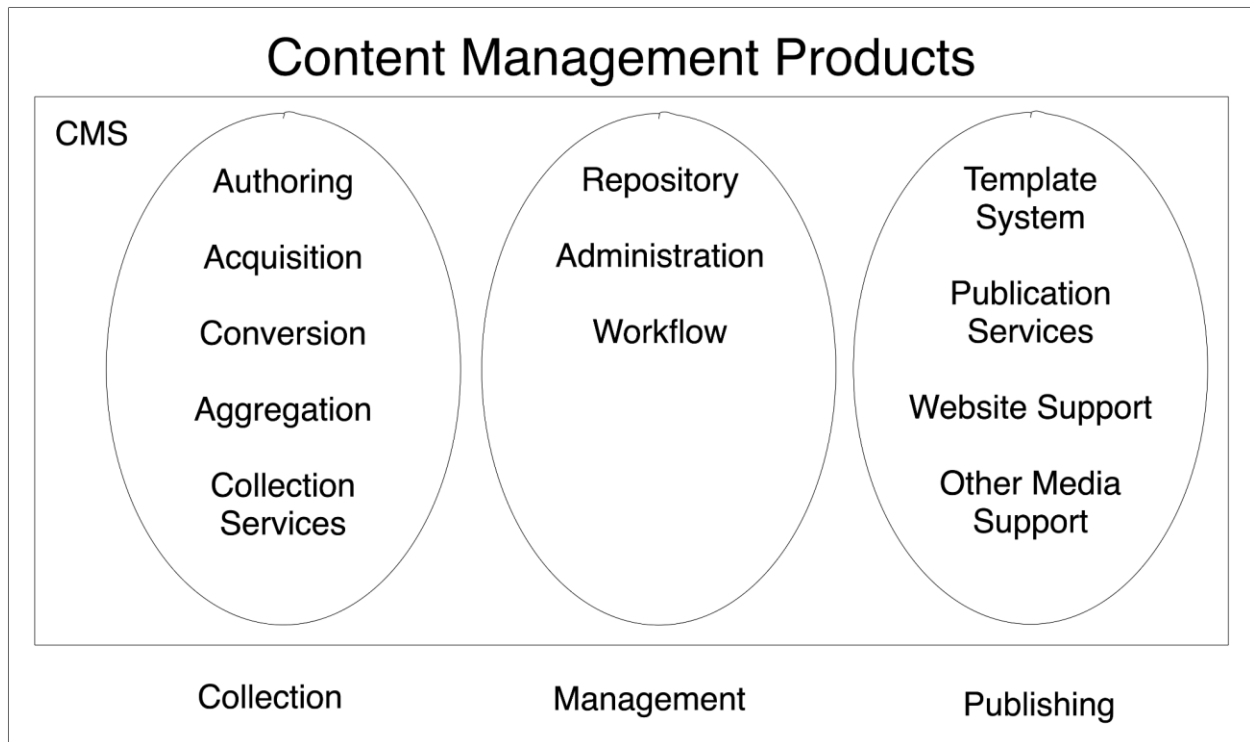 Content Management Products
CMS
Authoring
Acquisition
Conversion
Aggregation
Collection
Services
Repository
Administration
Workflow
Template
System
Publication
Services
Website Support
Other Media
Support
Collection
Management
Publishing